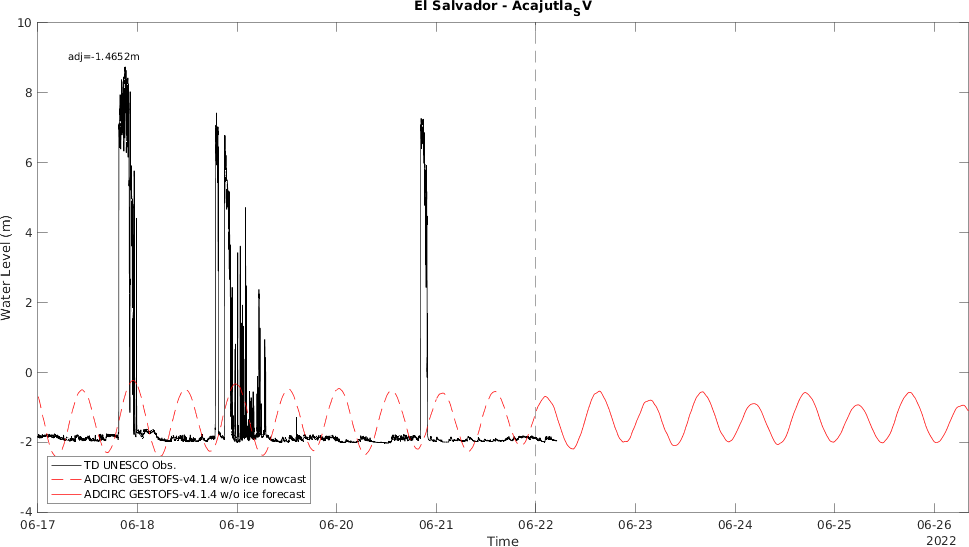 El Salvador - AcajutlaSV
adj=-1.4652m
10
8
6
4
2
0
-2
-4
Water Level (m)
TD UNESCO Obs.
ADCIRC GESTOFS-v4.1.4 w/o ice nowcast
ADCIRC GESTOFS-v4.1.4 w/o ice forecast
06-17 06-18 06-19 06-20 06-21 06-22 06-23 06-24 06-25 06-26
Time
2022